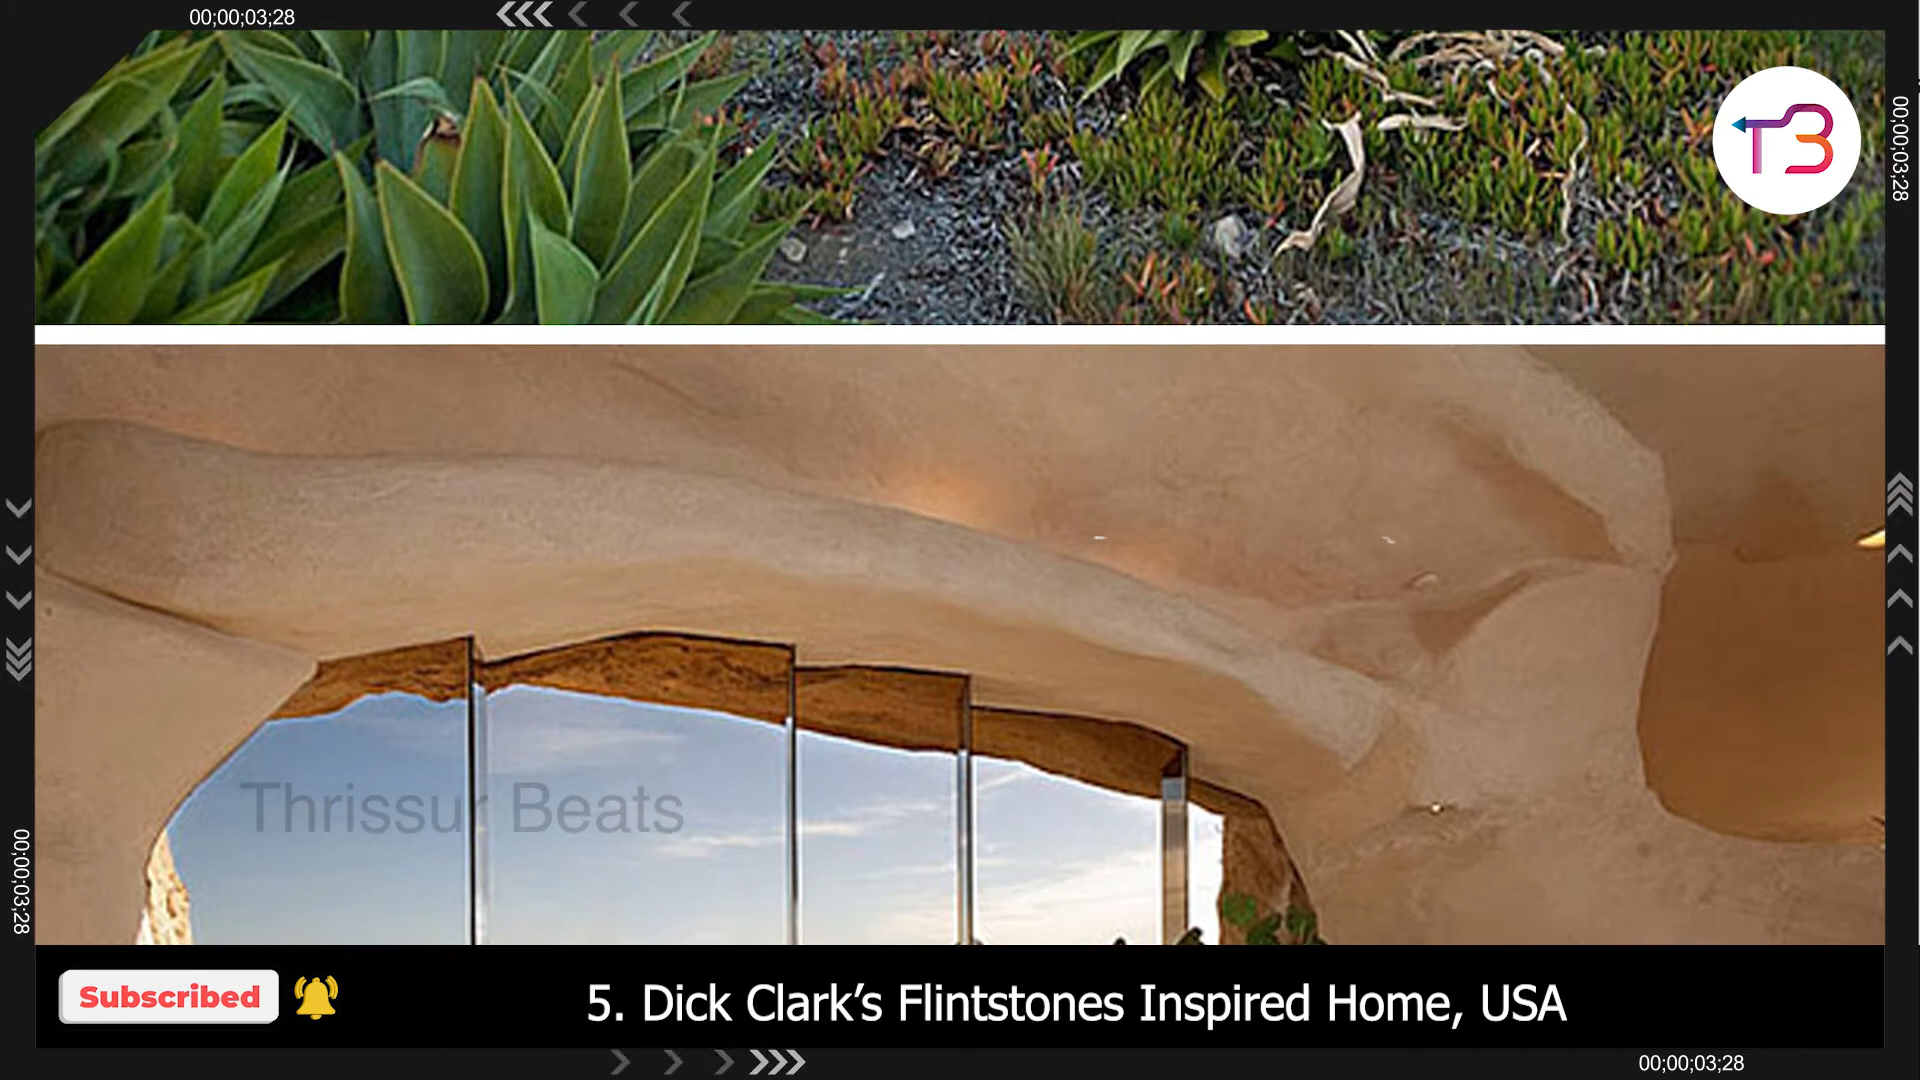 00;00;03;28
T3
00;00;03;28
Thrissur Beats
00;00;03;28
Subscribed
5. Dick Clark’s Flintstones Inspired Home, USA
00;00;03;28